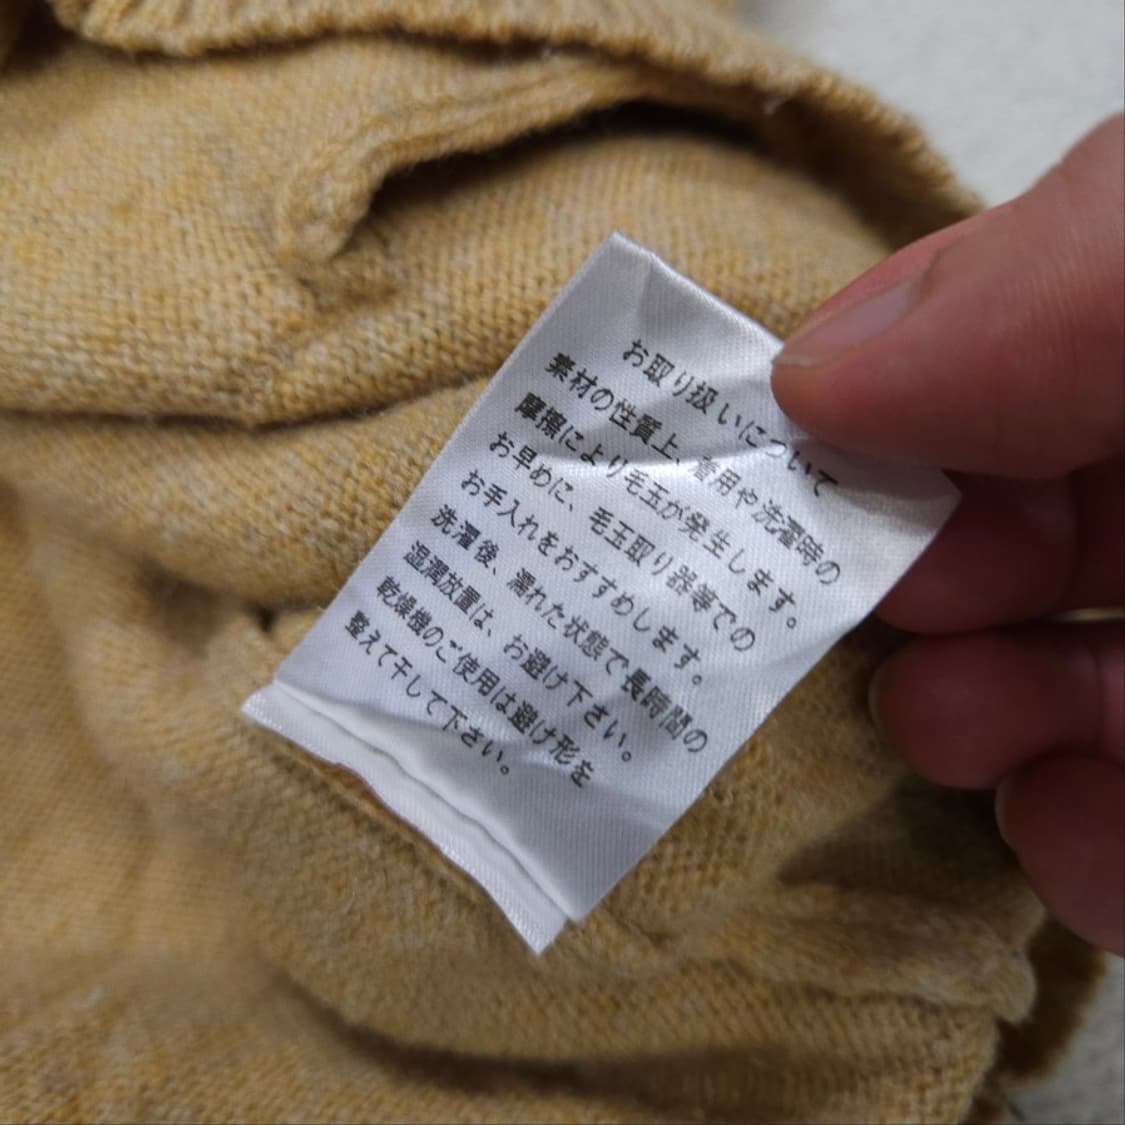 お取り扱いについて
素材の性質上、着用や洗濯時の
摩擦により毛玉が発生します。
お早めに、毛玉取り器等での
お手入れをおすすめします。
洗濯後、濡れた状態で長時間の
湿潤放置は、お避け下さい。
乾燥機のご使用は避け形を
整えて干して下さい。